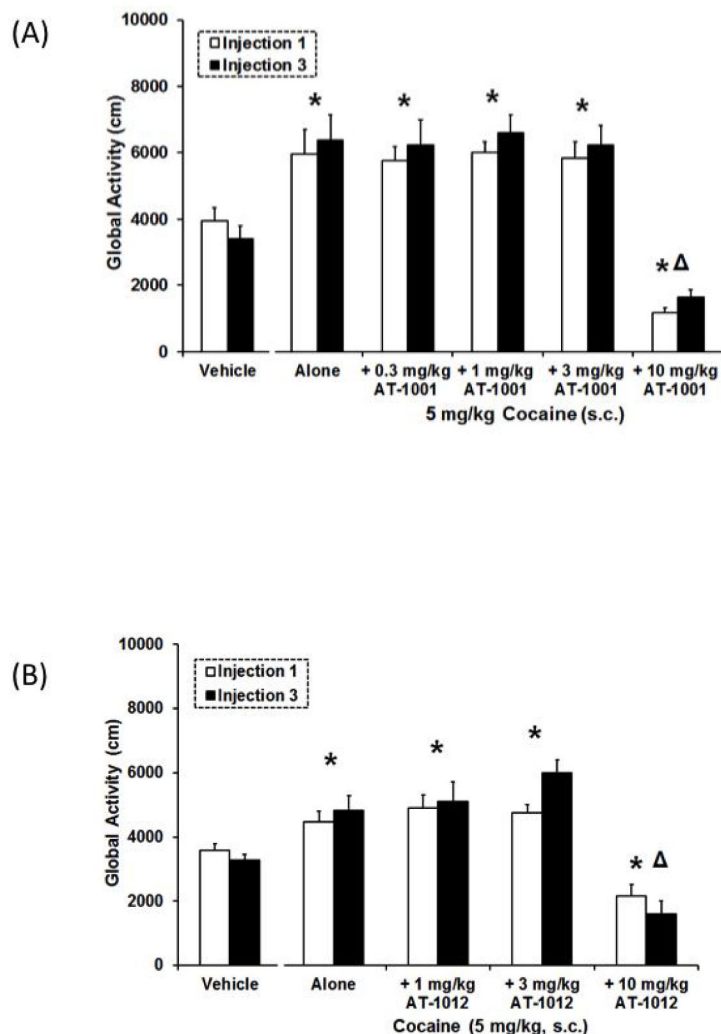 (A)
10000
8000
6000
4000
2000
0
Global Activity (cm)
Injection 1
Injection 3
*
*
*
*
* Δ
Vehicle
Alone
+ 0.3 mg/kg
AT-1001
+ 1 mg/kg
AT-1001
+ 3 mg/kg
AT-1001
+ 10 mg/kg
AT-1001
5 mg/kg Cocaine (s.c.)
(B)
10000
8000
6000
4000
2000
0
Global Activity (cm)
Injection 1
Injection 3
*
*
*
* Δ
Vehicle
Alone
+ 1 mg/kg
AT-1012
+ 3 mg/kg
AT-1012
+ 10 mg/kg
AT-1012
Cocaine (5 mg/kg, s.c.)